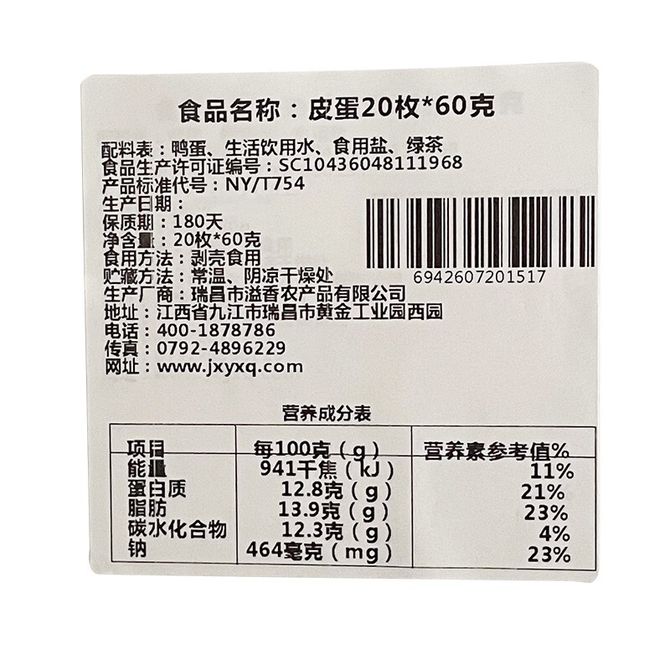 食品名称：皮蛋20枚*60克
配料表：鸭蛋、生活饮用水、食用盐、绿茶
食品生产许可证编号：SC10436048111968
产品标准代号：NY/T754
生产日期：
保质期：180天
净含量：20枚*60克
食用方法：剥壳食用
贮藏方法：常温、阴凉干燥处
生产厂商：瑞昌市溢香农产品有限公司
地址：江西省九江市瑞昌市黄金工业园西园
电话：400-1878786
传真：0792-4896229
网址：www.jxyxq.com
6942607201517
营养成分表
项目 每100克（g） 营养素参考值%
能量 941千焦（kJ） 11%
蛋白质 12.8克（g） 21%
脂肪 13.9克（g） 23%
碳水化合物 12.3克（g） 4%
钠 464毫克（mg） 23%